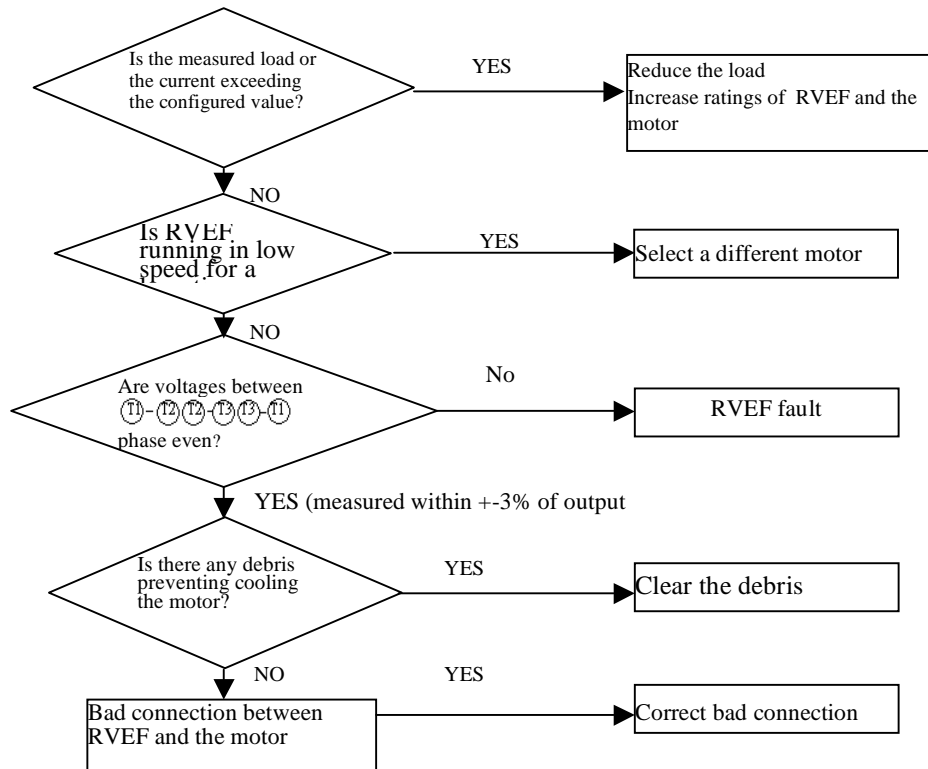 Is the measured load or
the current exceeding
the configured value?
YES
Reduce the load
Increase ratings of RVEF and the
motor
NO
Is RVEF
running in low
speed for a
YES
Select a different motor
NO
Are voltages between
T1-T2 T2-T3 T3-T1
phase even?
No
RVEF fault
YES (measured within +-3% of output
Is there any debris
preventing cooling
the motor?
YES
Clear the debris
NO
YES
Bad connection between
RVEF and the motor
Correct bad connection